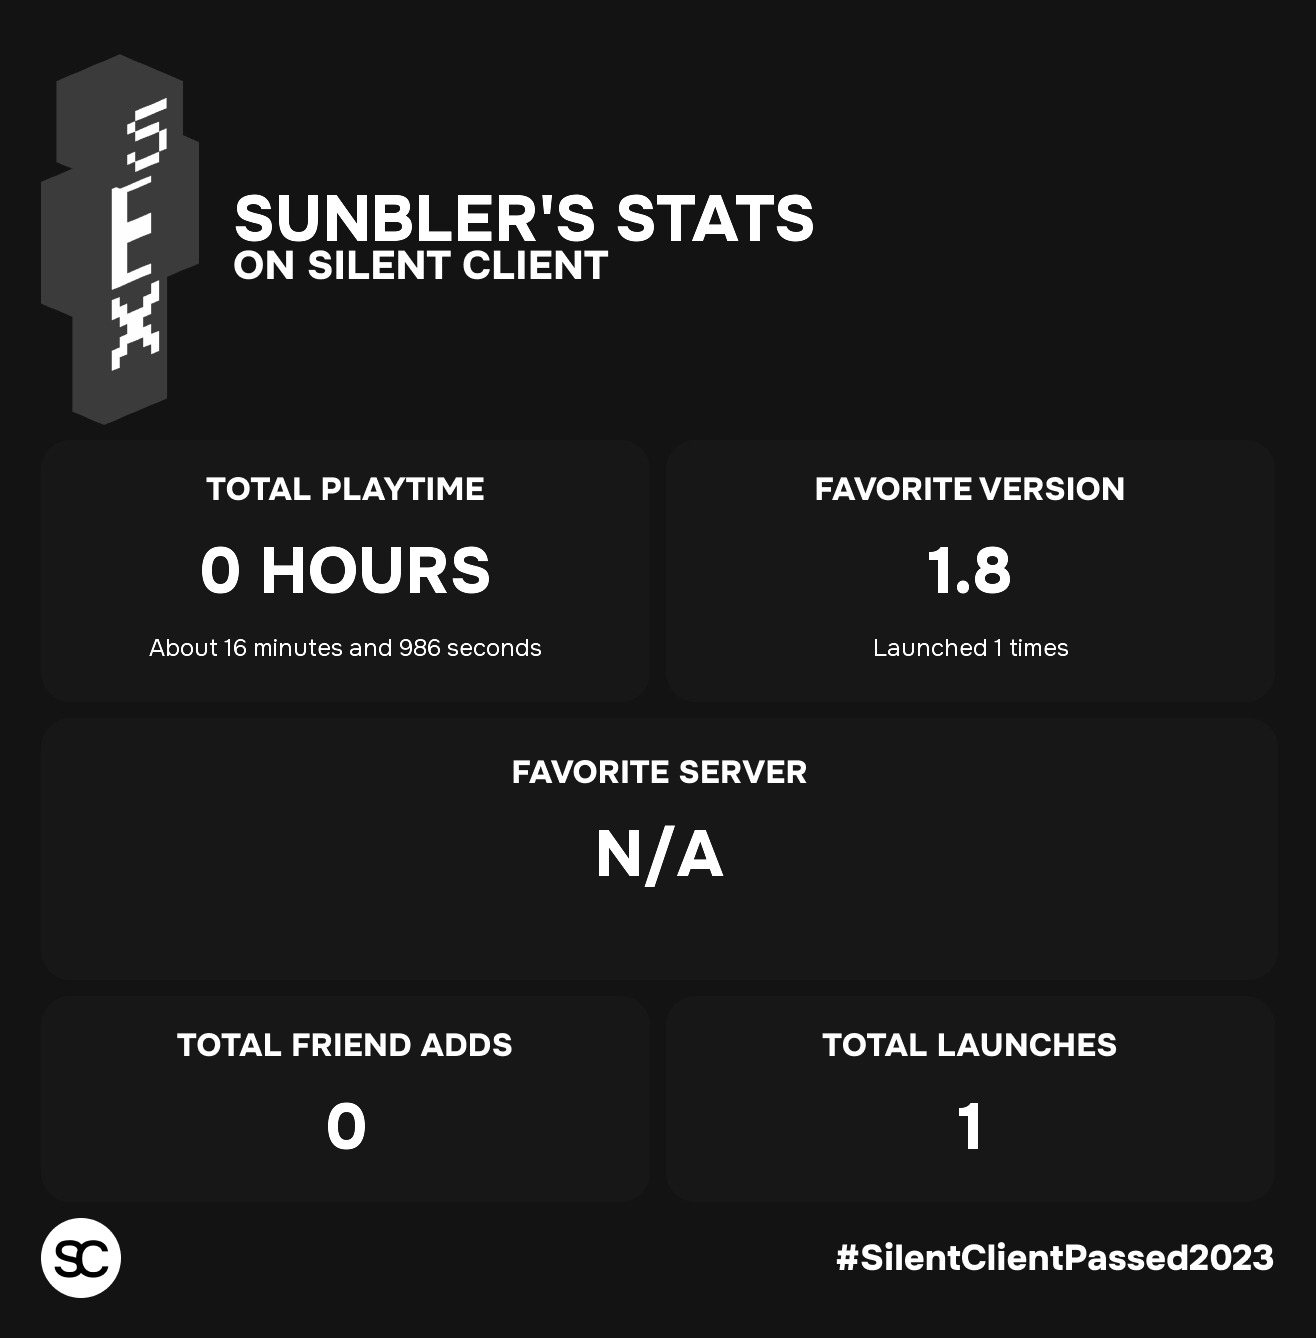 S
E
X
SUNBLER'S STATS
ON SILENT CLIENT
TOTAL PLAYTIME
0 HOURS
About 16 minutes and 986 seconds
FAVORITE VERSION
1.8
Launched 1 times
FAVORITE SERVER
N/A
TOTAL FRIEND ADDS
0
TOTAL LAUNCHES
1
SC
#SilentClientPassed2023